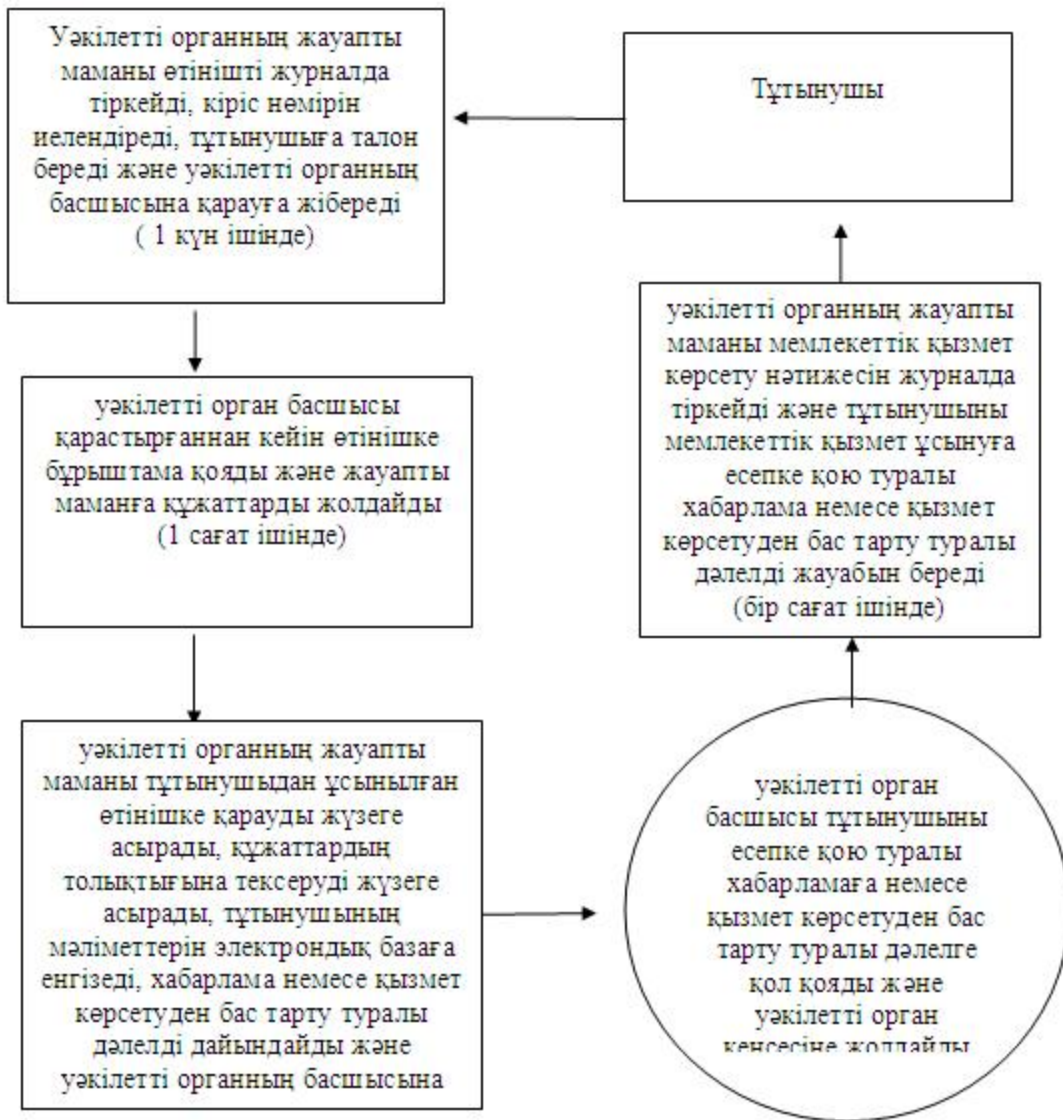 Уәкілетті органның жауапты
маманы өтінішті журналда
тіркейді, кіріс нөмірін
иелендіреді, тұтынушыға талон
береді және уәкілетті органның
басшысына қарауға жібереді
( 1 күн ішінде)
Тұтынушы
уәкілетті орган басшысы
қарастырғаннан кейін өтінішке
бұрыштама қояды және жауапты
маманға құжаттарды жолдайды
(1 сағат ішінде)
уәкілетті органның жауапты
маманы мемлекеттік қызмет
көрсету нәтижесін журналда
тіркейді және тұтынушыны
мемлекеттік қызмет ұсынуға
есепке қою туралы
хабарлама немесе қызмет
көрсетуден бас тарту туралы
дәлелді жауабын береді
(бір сағат ішінде)
уәкілетті органның жауапты
маманы тұтынушыдан ұсынылған
өтінішке қарауды жүзеге
асырады, құжаттардың
толықтығына тексеруді жүзеге
асырады, тұтынушының
мәліметтерін электрондық базаға
енгізеді, хабарлама немесе қызмет
көрсетуден бас тарту туралы
дәлелді дайындайды және
уәкілетті органның басшысына
уәкілетті орган
басшысы тұтынушыны
есепке қою туралы
хабарламаға немесе
қызмет көрсетуден бас
тарту туралы дәлелге
қол қояды және
уәкілетті орган
кеңсесіне жолдайды